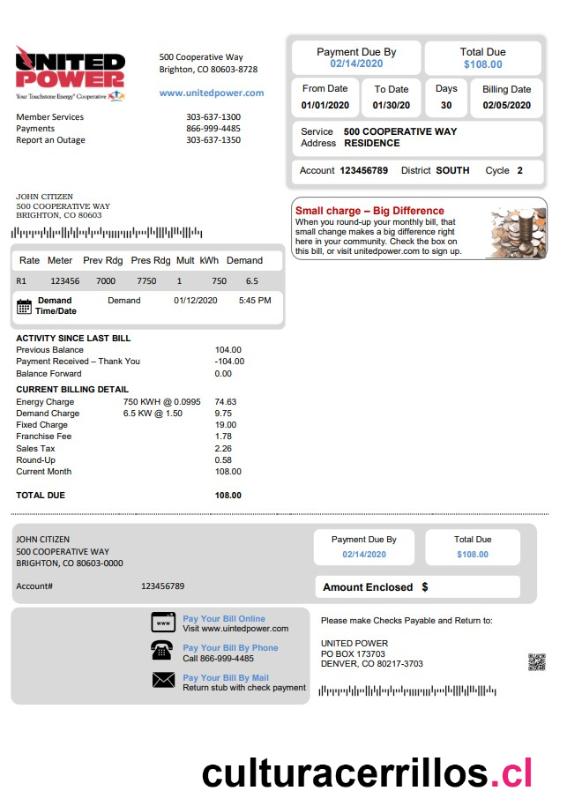 UNITED
POWER
Your Touchstone Energy® Cooperative
500 Cooperative Way
Brighton, CO 80603-8728
www.unitedpower.com
Member Services 303-637-1300
Payments 866-999-4485
Report an Outage 303-637-1350
Payment Due By
02/14/2020
Total Due
$108.00
From Date To Date Days Billing Date
01/01/2020 01/30/20 30 02/05/2020
Service 500 COOPERATIVE WAY
Address RESIDENCE
Account 123456789 District SOUTH Cycle 2
JOHN CITIZEN
500 COOPERATIVE WAY
BRIGHTON, CO 80603
Small charge – Big Difference
When you round-up your monthly bill, that
small change makes a big difference right
here in your community. Check the box on
this bill, or visit unitedpower.com to sign up.
Rate Meter Prev Rdg Pres Rdg Mult kWh Demand
R1 123456 7000 7750 1 750 6.5
Demand
Time/Date
Demand 01/12/2020 5:45 PM
ACTIVITY SINCE LAST BILL
Previous Balance 104.00
Payment Received – Thank You -104.00
Balance Forward 0.00
CURRENT BILLING DETAIL
Energy Charge 750 KWH @ 0.0995 74.63
Demand Charge 6.5 KW @ 1.50 9.75
Fixed Charge 19.00
Franchise Fee 1.78
Sales Tax 2.26
Round-Up 0.58
Current Month 108.00
TOTAL DUE 108.00
JOHN CITIZEN
500 COOPERATIVE WAY
BRIGHTON, CO 80603-0000
Account# 123456789
Payment Due By
02/14/2020
Total Due
$108.00
Amount Enclosed $
www
Pay Your Bill Online
Visit www.uintedpower.com
Pay Your Bill By Phone
Call 866-999-4485
Pay Your Bill By Mail
Return stub with check payment
Please make Checks Payable and Return to:
UNITED POWER
PO BOX 173703
DENVER, CO 80217-3703
culturacerrillos.cl